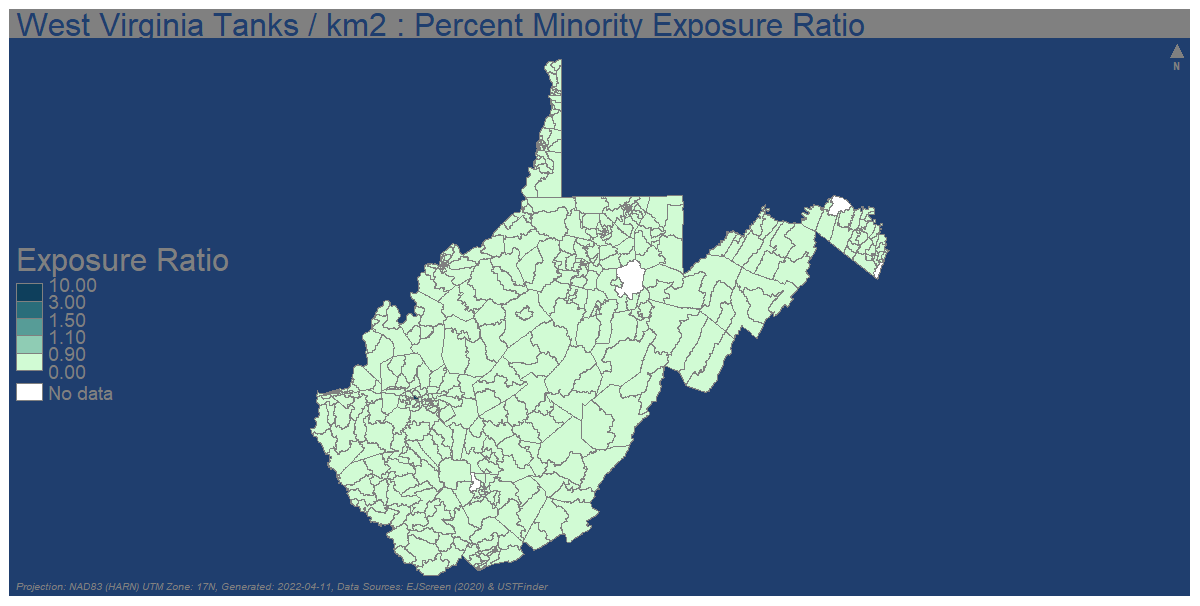 West Virginia Tanks / km2 : Percent Minority Exposure Ratio
N
Exposure Ratio
10.00
3.00
1.50
1.10
0.90
0.00
No data
Projection: NAD83 (HARN) UTM Zone: 17N, Generated: 2022-04-11, Data Sources: EJScreen (2020) & USTFinder